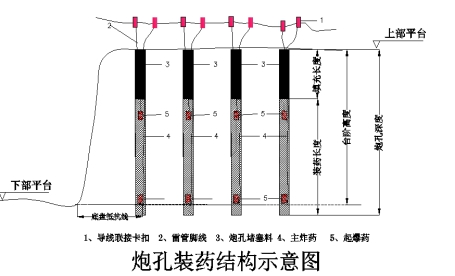 1
2
上部平台
3
3
3
3
填充长度
5
5
5
4
4
4
4
装药长度
台阶高度
炮孔深度
下部平台
5
底盘抵抗线
1、导线联接卡扣 2、雷管脚线 3、炮孔堵塞料 4、主炸药 5、起爆药
炮孔装药结构示意图